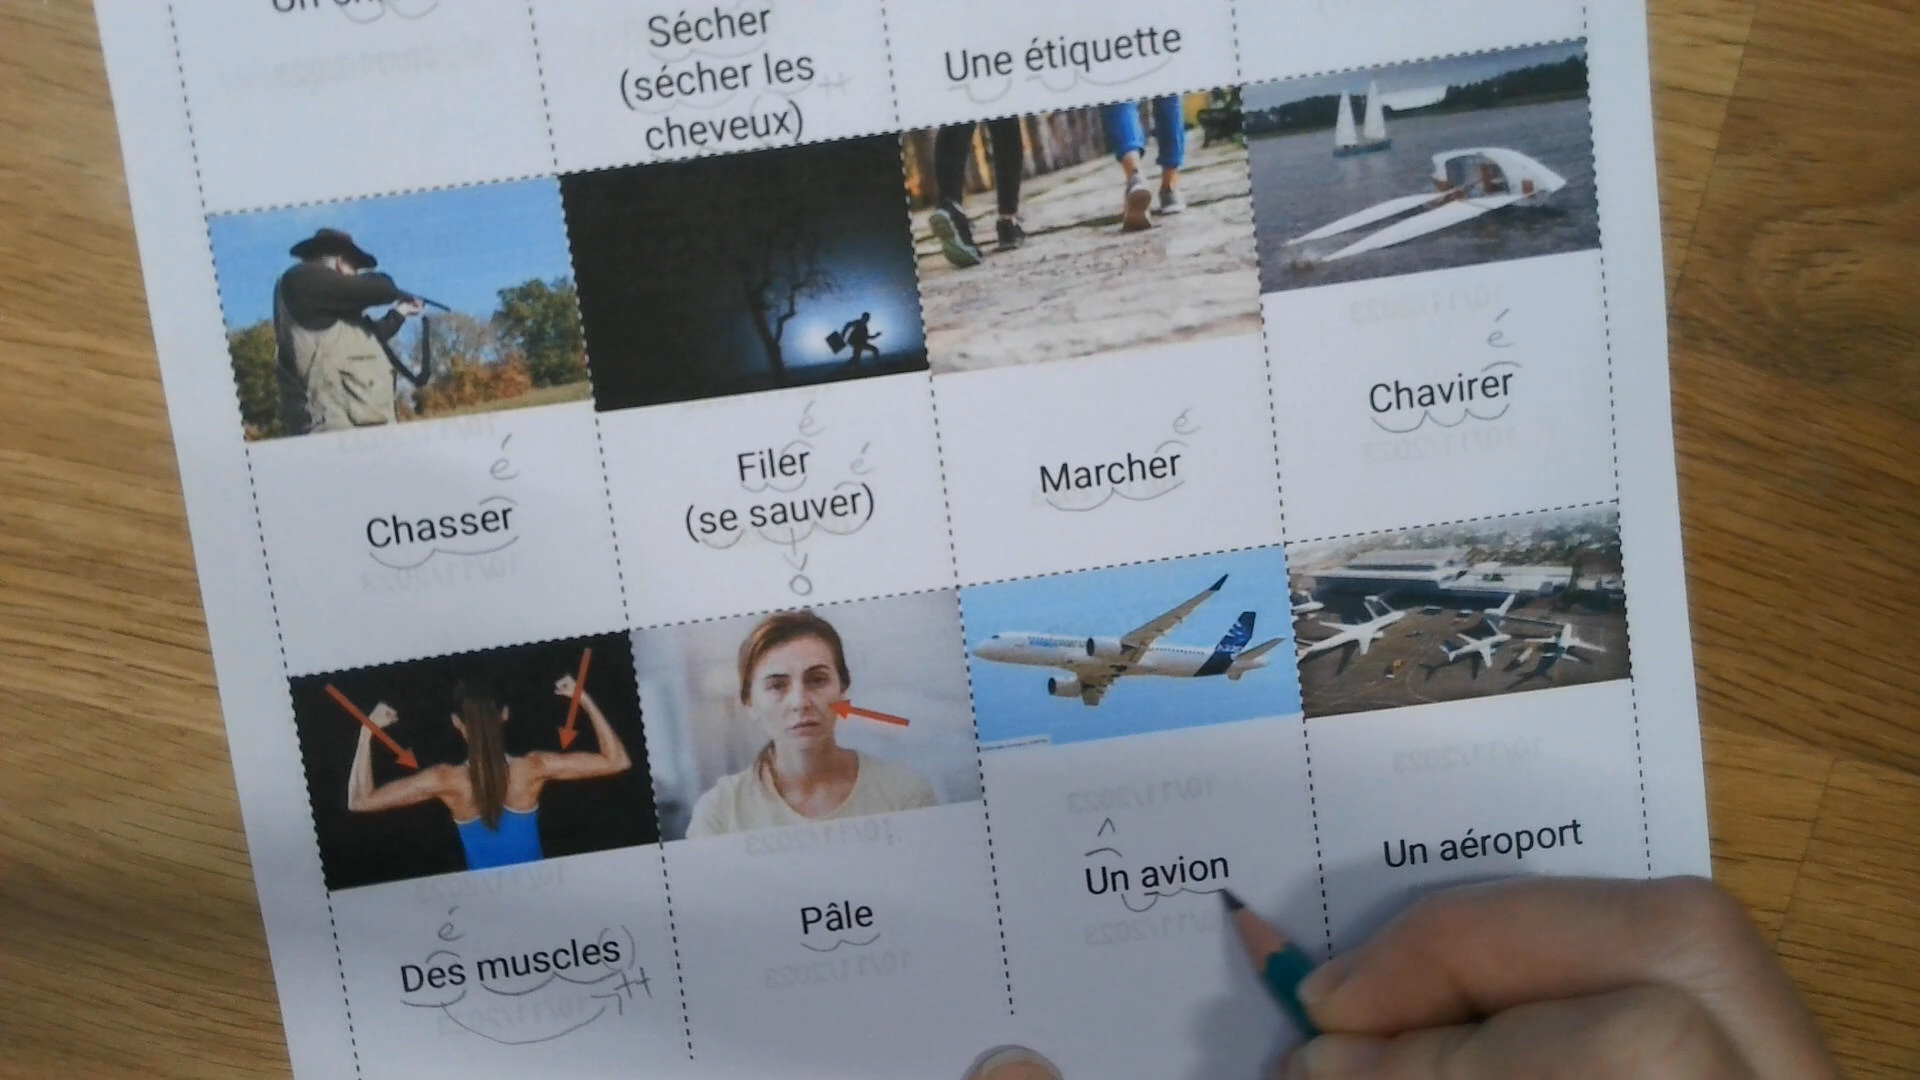 Sécher
(sécher les
cheveux)
Une étiquette
Chasser
é
Filer
é
(se sauver)
é
o
Marcher
é
Chavirer
é
Des muscles
é
Pâle
Un avion
Un aéroport